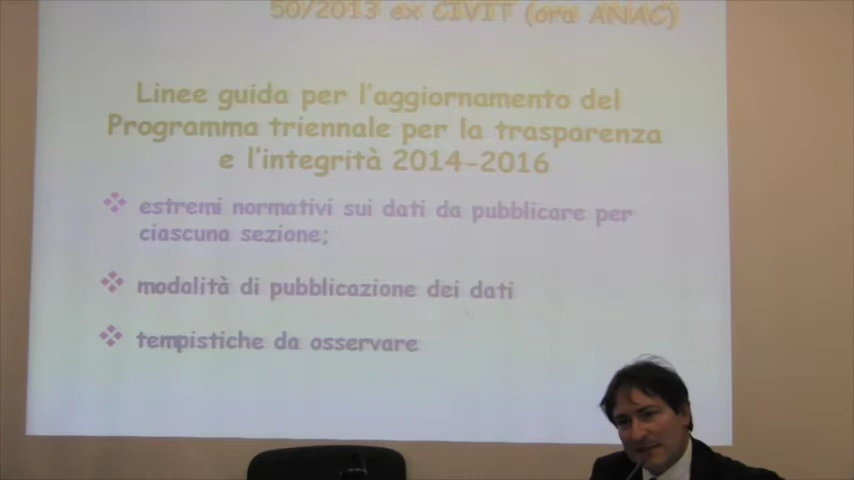 50/2013 ex CIVIT (ora ANAC)
Linee guida per l'aggiornamento del
Programma triennale per la trasparenza
e l'integrità 2014-2016
estremi normativi sui dati da pubblicare per
ciascuna sezione;
modalità di pubblicazione dei dati
tempistiche da osservare